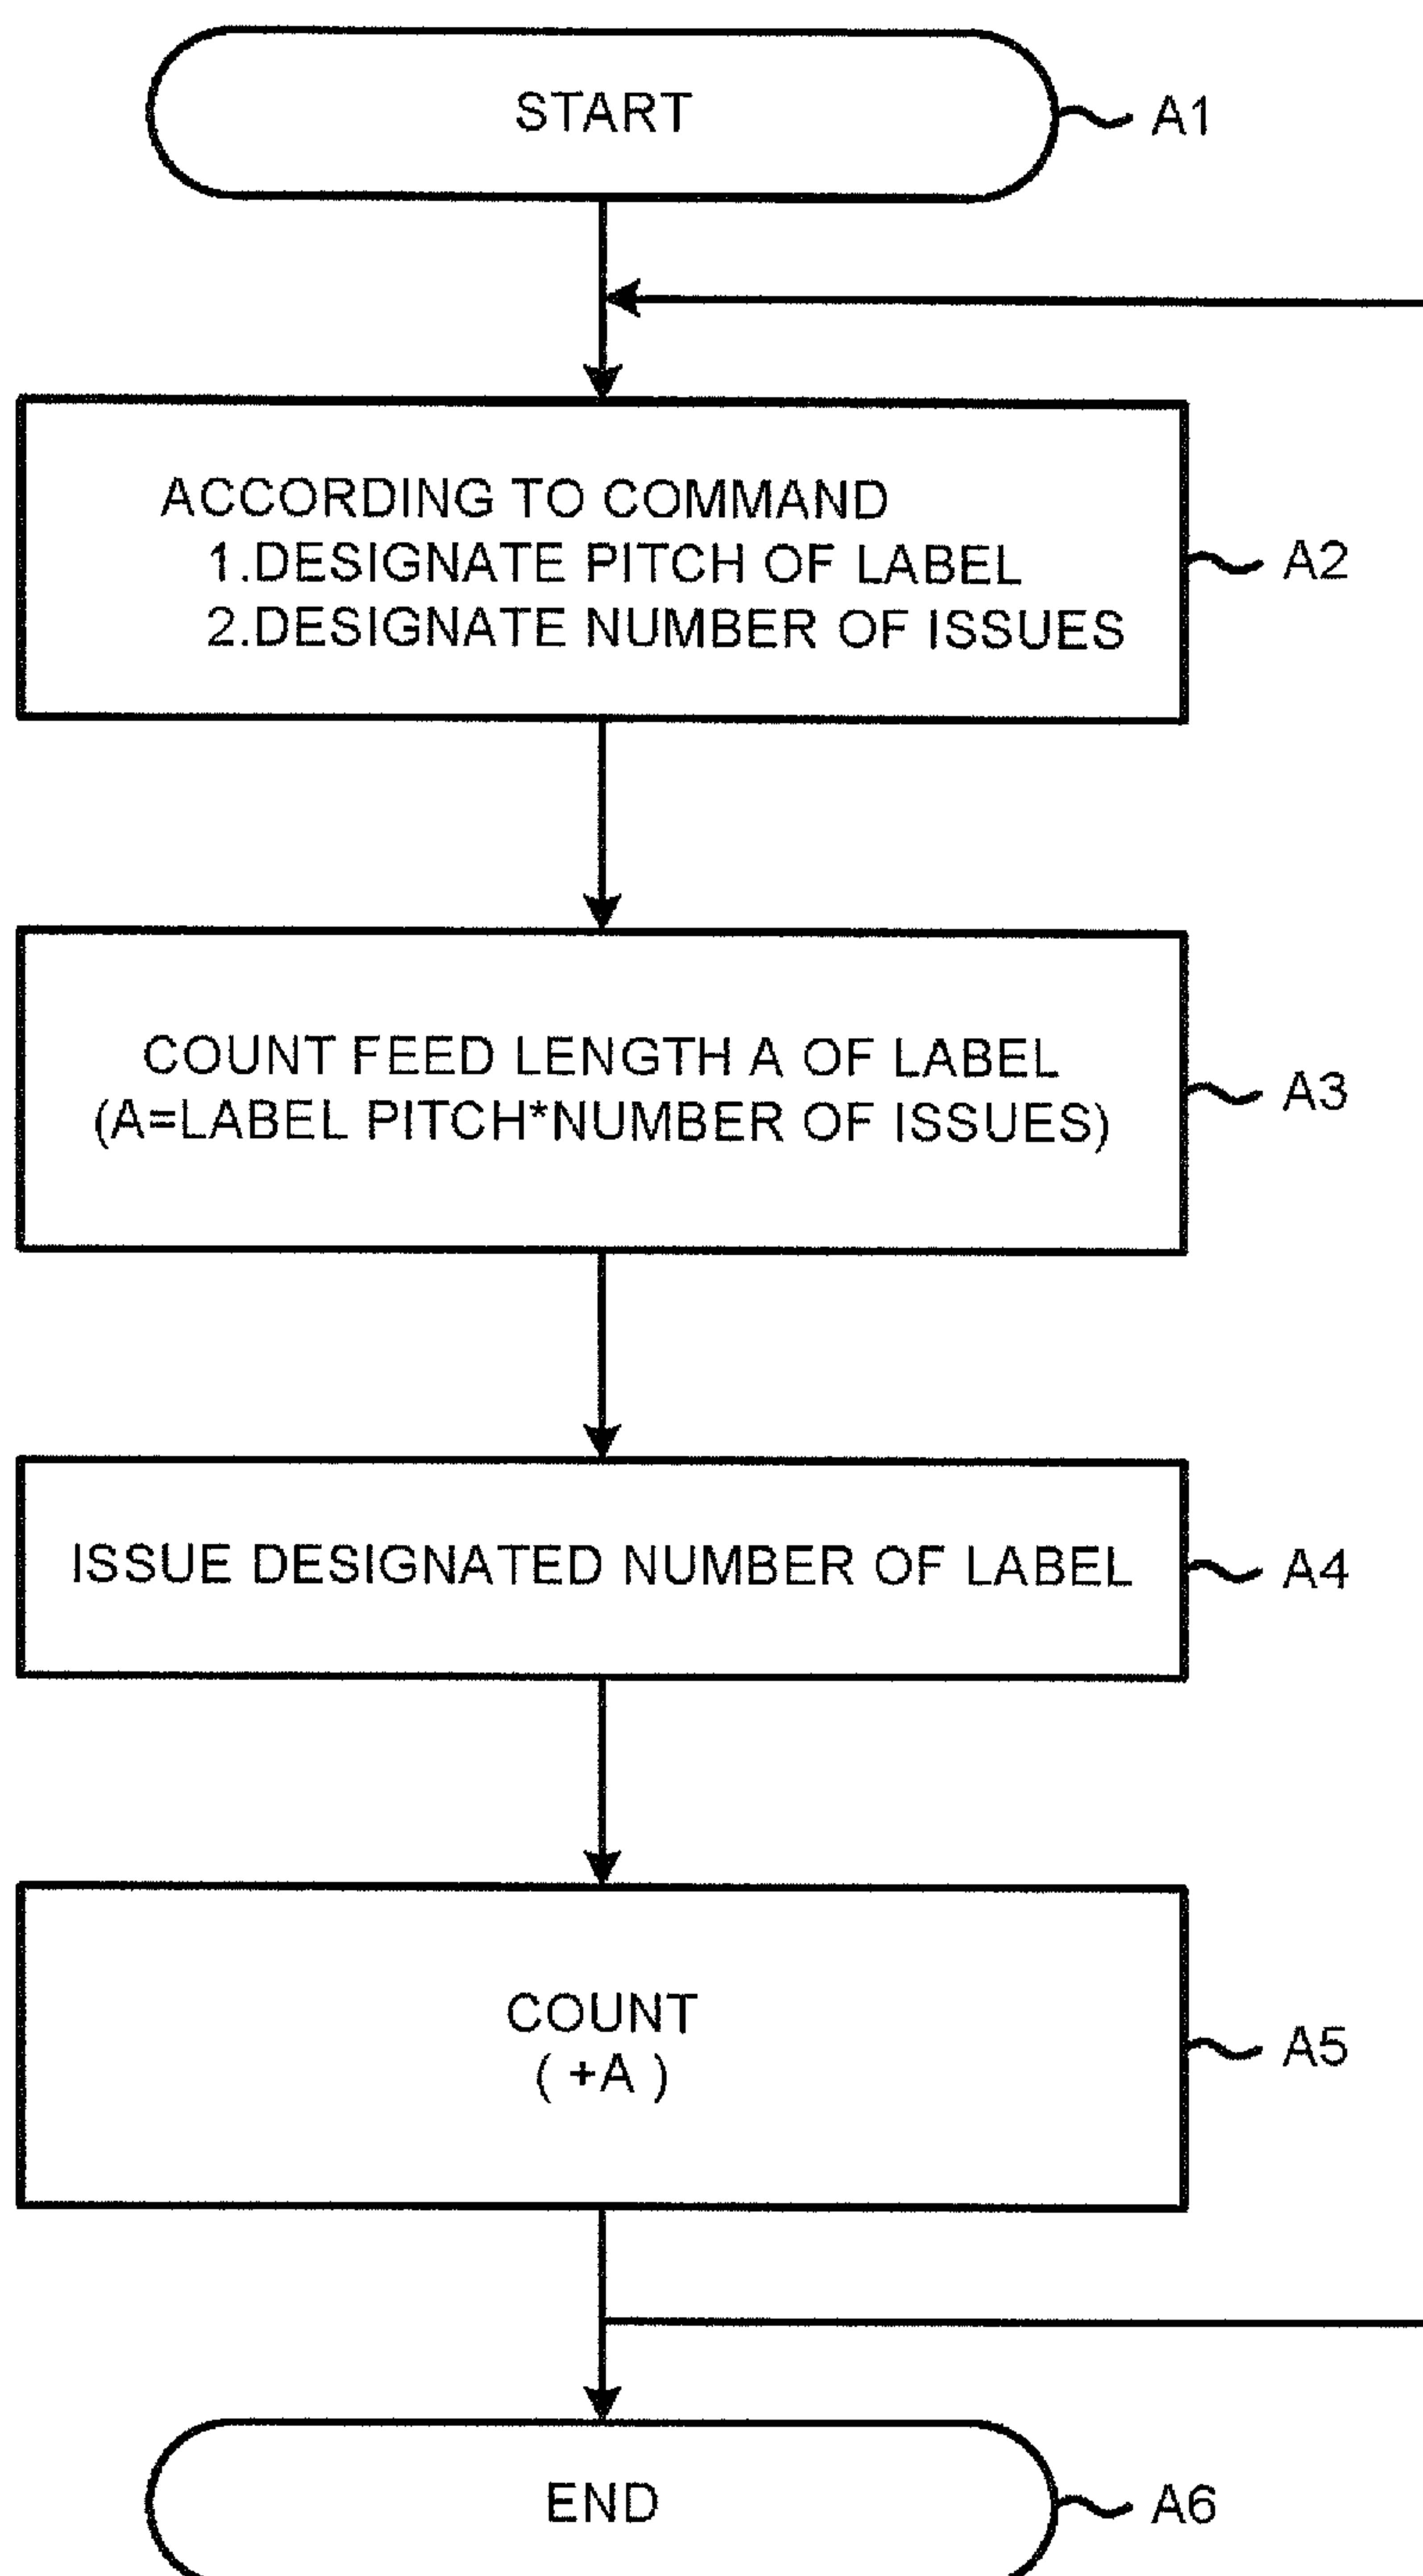 START
A1
ACCORDING TO COMMAND
1.DESIGNATE PITCH OF LABEL
2.DESIGNATE NUMBER OF ISSUES
A2
COUNT FEED LENGTH A OF LABEL
(A=LABEL PITCH*NUMBER OF ISSUES)
A3
ISSUE DESIGNATED NUMBER OF LABEL
A4
COUNT
( +A )
A5
END
A6